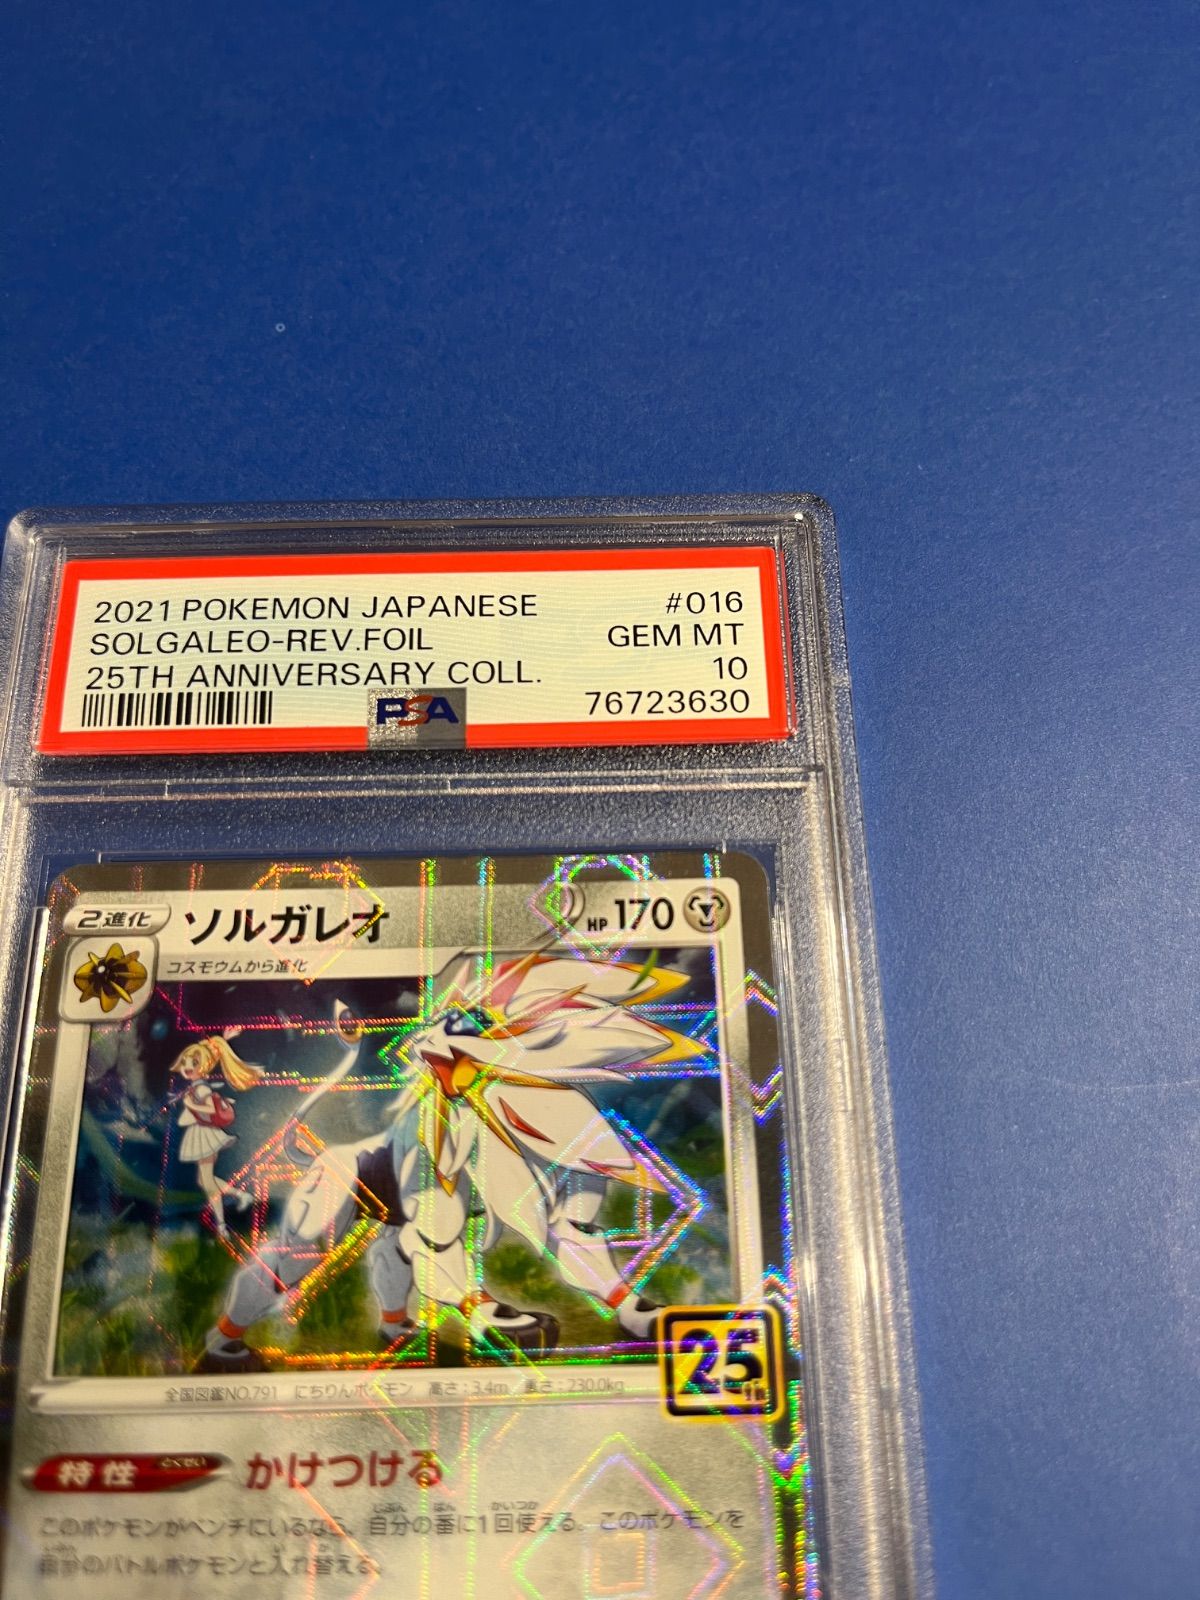 2021 POKEMON JAPANESE #016
SOLGALEO-REV.FOIL GEM MT
25TH ANNIVERSARY COLL. 10
PSA 76723630
2進化 ソルガレオ HP 170
コスモウムから進化
25th
全国図鑑NO.791 にちりんポケモン 高さ:3.4m 重さ:230.0kg
特性 とくせい かけつける
このポケモンがベンチにいるなら、自分の番に1回使える。このポケモンを
自分のバトルポケモンと入れ替える。